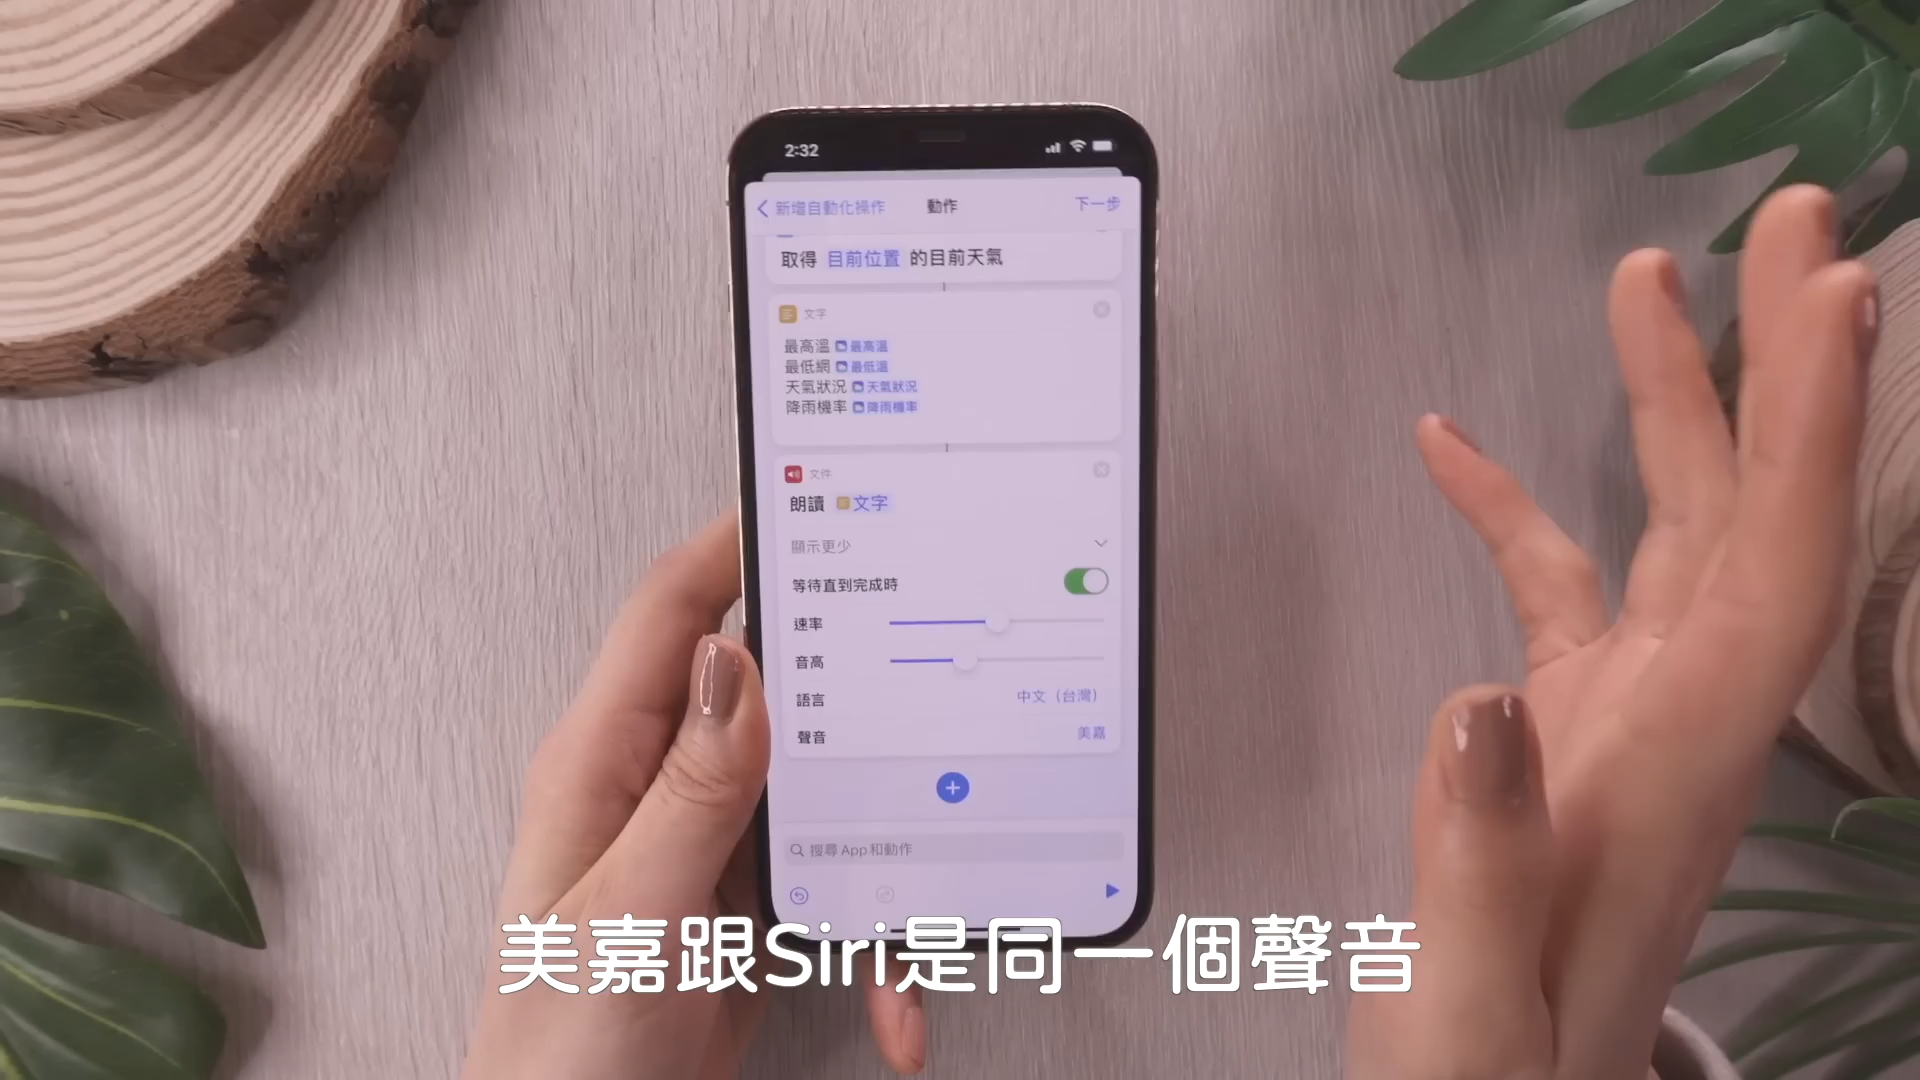 2:32
新增自動化操作
動作
下一步
取得 目前位置 的目前天氣
文字
最高溫 最高溫
最低網 最低溫
天氣狀況 天氣狀況
降雨機率 降雨機率
文件
朗讀 文字
顯示更少
等待直到完成時
速率
音高
語言 中文（台灣）
聲音 美嘉
搜尋 App 和動作
美嘉跟Siri是同一個聲音